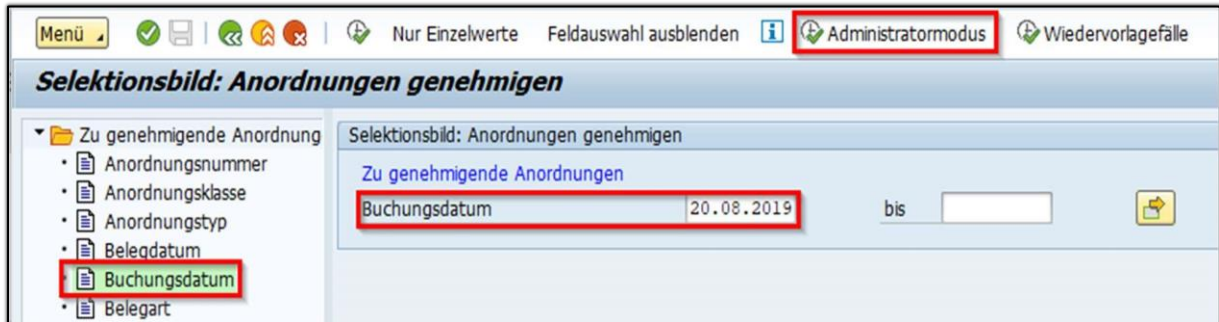 Menü Nur Einzelwerte Feldauswahl ausblenden Administratormodus Wiedervorlagefälle
Selektionsbild: Anordnungen genehmigen
Zu genehmigende Anordnung
Anordnungsnummer
Anordnungsklasse
Anordnungstyp
Belegdatum
Buchungsdatum
Belegart
Selektionsbild: Anordnungen genehmigen
Zu genehmigende Anordnungen
Buchungsdatum 20.08.2019 bis